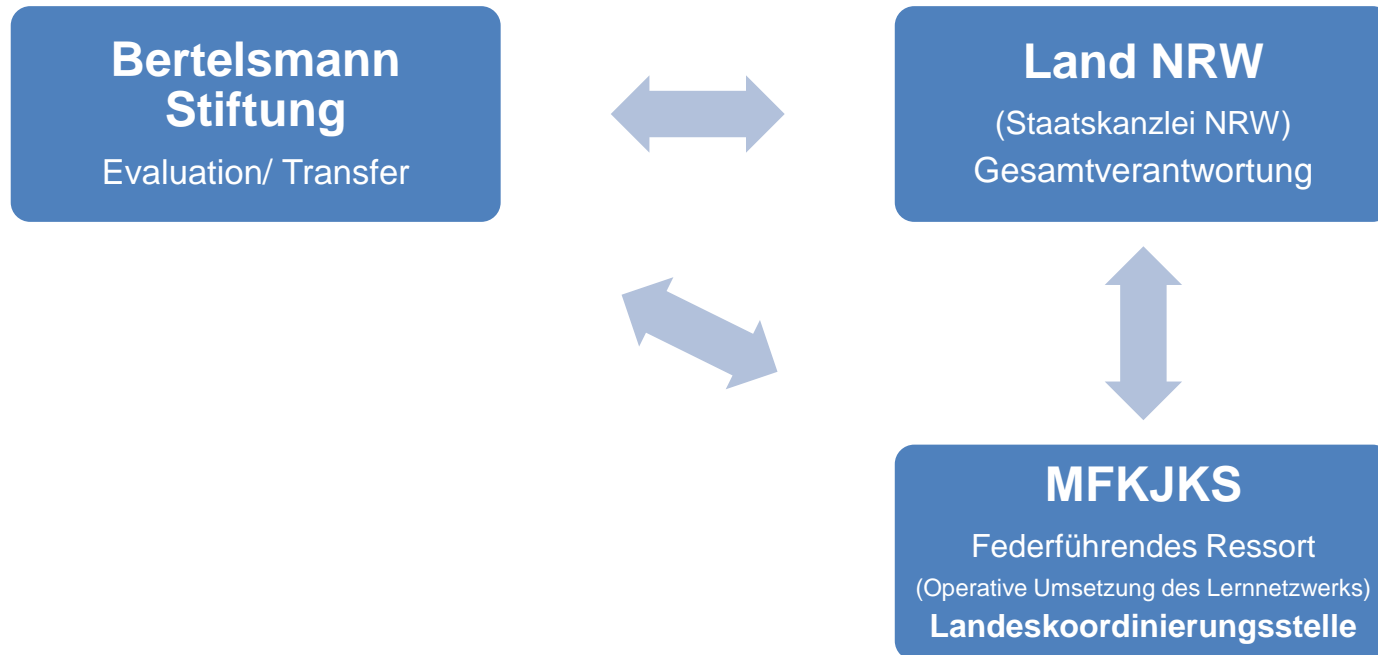 Bertelsmann
Stiftung
Evaluation/ Transfer
Land NRW
(Staatskanzlei NRW)
Gesamtverantwortung
MFKJKS
Federführendes Ressort
(Operative Umsetzung des Lernnetzwerks)
Landeskoordinierungsstelle